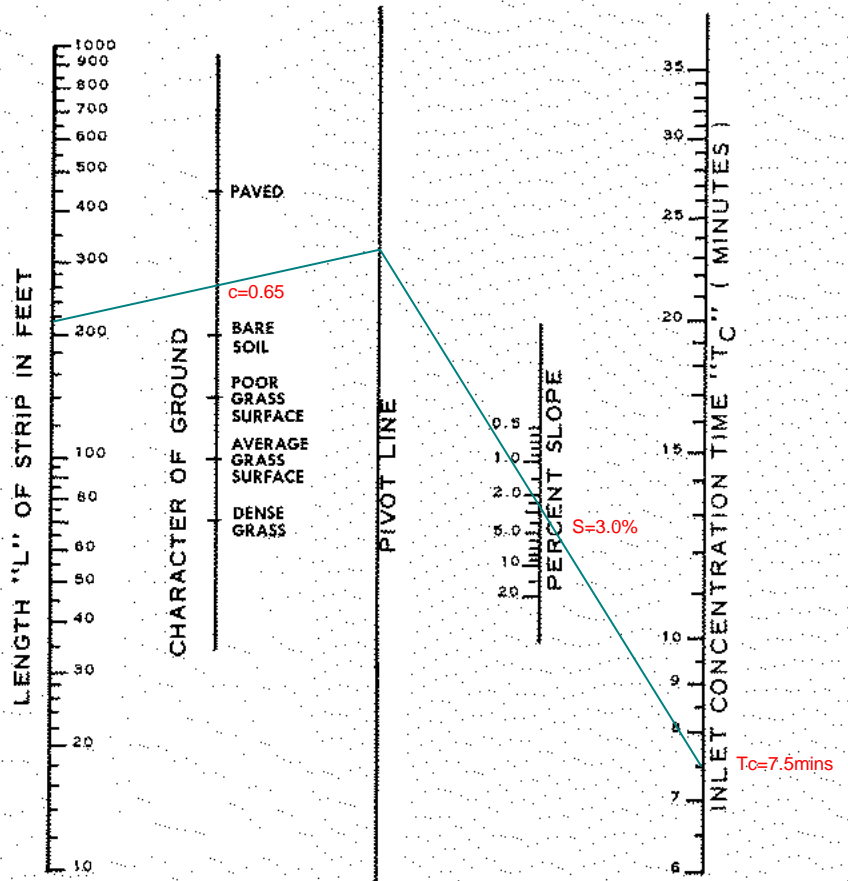 LENGTH "L" OF STRIP IN FEET
1000
900
800
700
600
500
400
300
200
100
80
60
50
40
30
20
10
CHARACTER OF GROUND
PAVED
c=0.65
BARE
SOIL
POOR
GRASS
SURFACE
AVERAGE
GRASS
SURFACE
DENSE
GRASS
PIVOT LINE
0.5
1.0
2.0
5.0
10
20
PERCENT SLOPE
S=3.0%
35
30
25
20
15
10
9
8
7
6
INLET CONCENTRATION TIME "TC" (MINUTES)
Tc=7.5mins